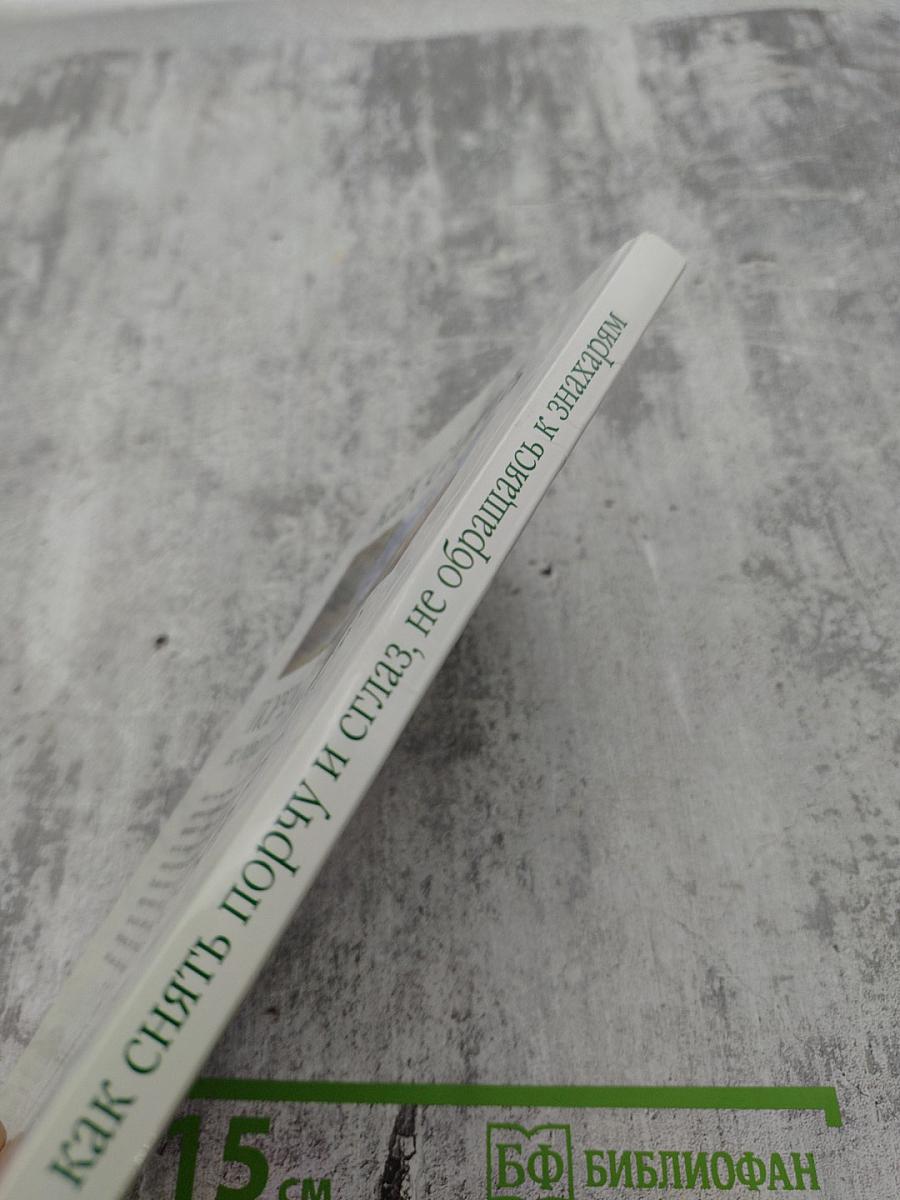 как снять порчу и сглаз, не обращаясь к знахарям
15 см
БФ БИБЛИОФАН